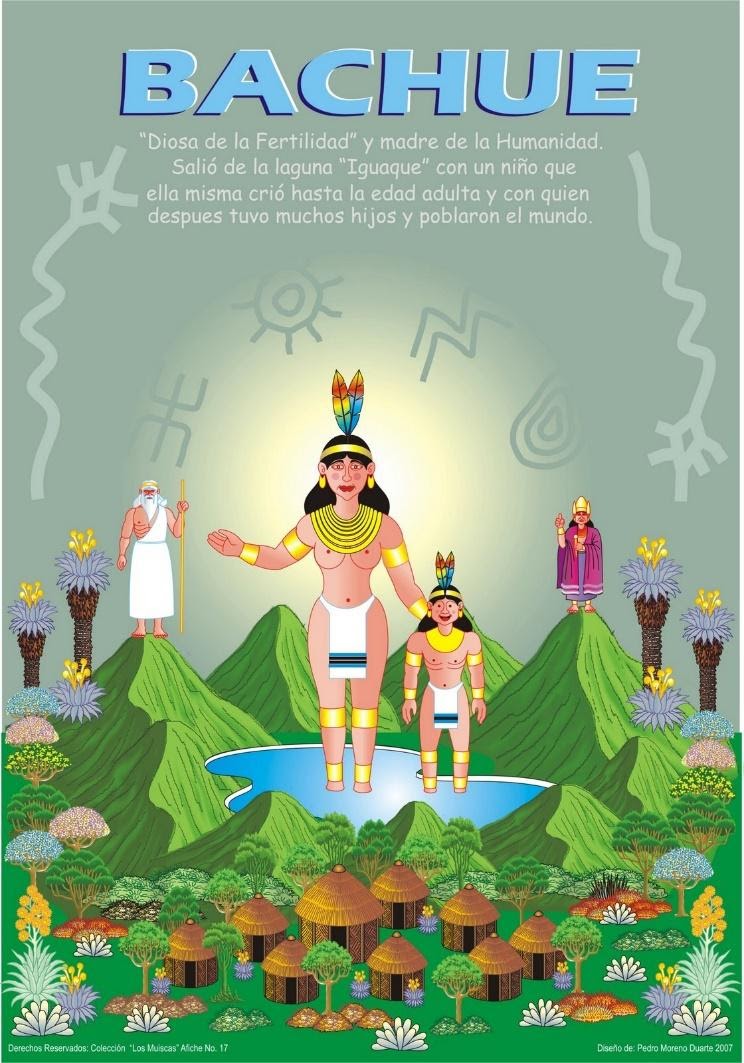 BACHUE
"Diosa de la Fertilidad" y madre de la Humanidad.
Salió de la laguna "Iguaque" con un niño que
ella misma crió hasta la edad adulta y con quien
despues tuvo muchos hijos y poblaron el mundo.
Derechos Reservados: Colección "Los Muiscas" Afiche No. 17
Diseño de: Pedro Moreno Duarte 2007